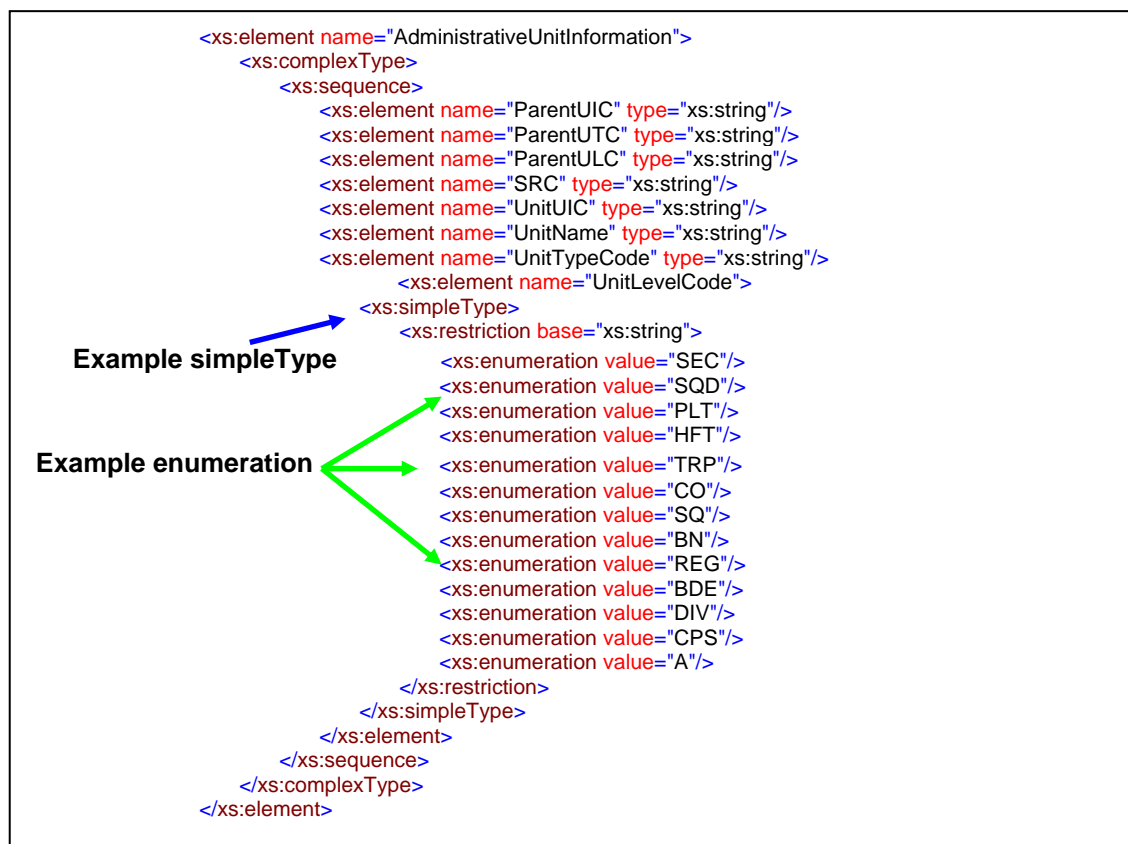 <xs:element name="AdministrativeUnitInformation">
<xs:complexType>
<xs:sequence>
<xs:element name="ParentUIC" type="xs:string"/>
<xs:element name="ParentUTC" type="xs:string"/>
<xs:element name="ParentULC" type="xs:string"/>
<xs:element name="SRC" type="xs:string"/>
<xs:element name="UnitUIC" type="xs:string"/>
<xs:element name="UnitName" type="xs:string"/>
<xs:element name="UnitTypeCode" type="xs:string"/>
<xs:element name="UnitLevelCode">
<xs:simpleType>
<xs:restriction base="xs:string">
Example simpleType
<xs:enumeration value="SEC"/>
<xs:enumeration value="SQD"/>
<xs:enumeration value="PLT"/>
<xs:enumeration value="HFT"/>
Example enumeration
<xs:enumeration value="TRP"/>
<xs:enumeration value="CO"/>
<xs:enumeration value="SQ"/>
<xs:enumeration value="BN"/>
<xs:enumeration value="REG"/>
<xs:enumeration value="BDE"/>
<xs:enumeration value="DIV"/>
<xs:enumeration value="CPS"/>
<xs:enumeration value="A"/>
</xs:restriction>
</xs:simpleType>
</xs:element>
</xs:sequence>
</xs:complexType>
</xs:element>